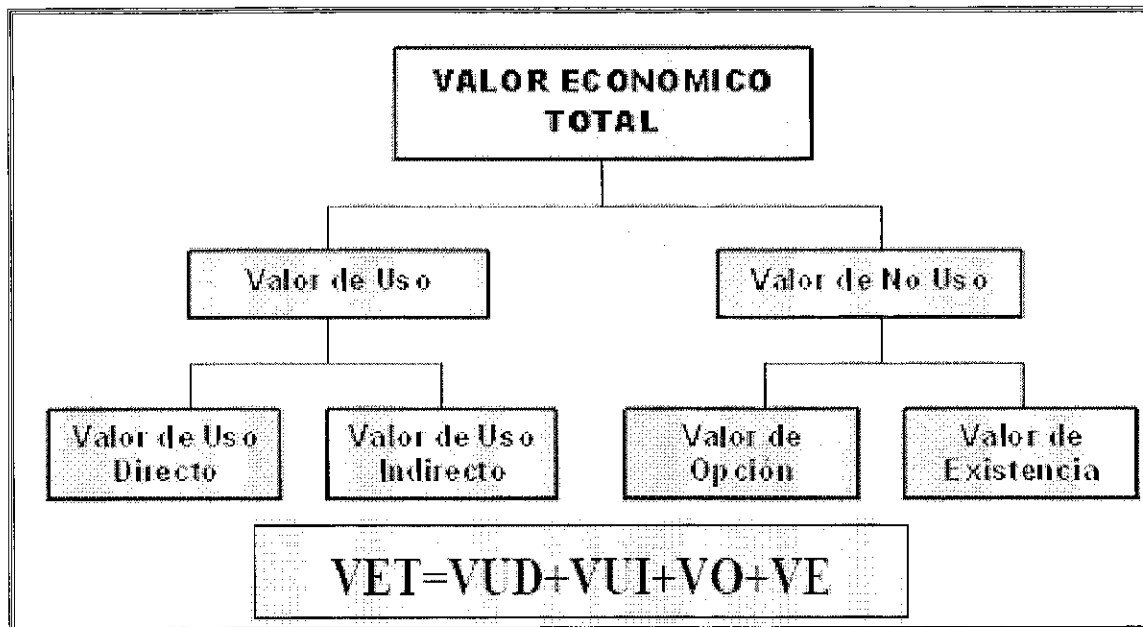 VALOR ECONOMICO
TOTAL
Valor de Uso
Valor de No Uso
Valor de Uso
Directo
Valor de Uso
Indirecto
Valor de
Opción
Valor de
Existencia
VET=VUD+VUI+VO+VE